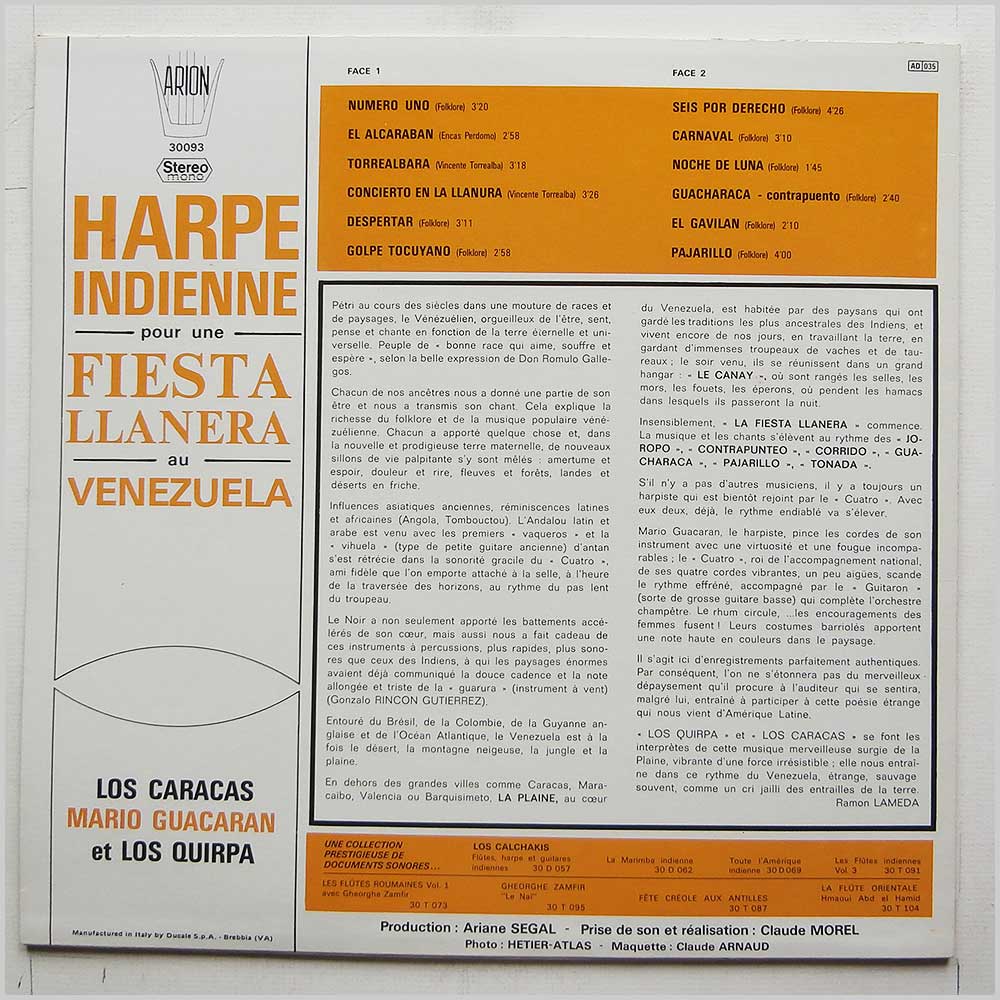 ARION
30093
Stereo
mono
HARPE
INDIENNE
pour une
FIESTA
LLANERA
au
VENEZUELA
LOS CARACAS
MARIO GUACARAN
et LOS QUIRPA
Manufactured in Italy by Ducale S.p.A. - Brebbia (VA)
AD 035
FACE 1
NUMERO UNO (Folklore) 3'20
EL ALCARABAN (Encas Perdomo) 2'58
TORREALBARA (Vincente Torrealba) 3'18
CONCIERTO EN LA LLANURA (Vincente Torrealba) 3'26
DESPERTAR (Folklore) 3'11
GOLPE TOCUYANO (Folklore) 2'58
FACE 2
SEIS POR DERECHO (Folklore) 4'26
CARNAVAL (Folklore) 3'10
NOCHE DE LUNA (Folklore) 1'45
GUACHARACA - contrapuento (Folklore) 2'40
EL GAVILAN (Folklore) 2'10
PAJARILLO (Folklore) 4'00
Pétri au cours des siècles dans une mouture de races et
de paysages, le Vénézuélien, orgueilleux de l'être, sent,
pense et chante en fonction de la terre éternelle et uni-
verselle. Peuple de « bonne race qui aime, souffre et
espère », selon la belle expression de Don Romulo Galle-
gos.
Chacun de nos ancêtres nous a donné une partie de son
être et nous a transmis son chant. Cela explique la
richesse du folklore et de la musique populaire véné-
zuélienne. Chacun a apporté quelque chose et, dans
la nouvelle et prodigieuse terre maternelle, de nouveaux
sillons de vie palpitante s'y sont mêlés : amertume et
espoir, douleur et rire, fleuves et forêts, landes et
déserts en friche.
Influences asiatiques anciennes, réminiscences latines
et africaines (Angola, Tombouctou). L'Andalou latin et
arabe est venu avec les premiers « vaqueros » et la
« vihuela » (type de petite guitare ancienne) d'antan
s'est rétrécie dans la sonorité gracile du « Cuatro »,
ami fidèle que l'on emporte attaché à la selle, à l'heure
de la traversée des horizons, au rythme du pas lent
du troupeau.
Le Noir a non seulement apporté les battements accé-
lérés de son cœur, mais aussi nous a fait cadeau de
ces instruments à percussions, plus rapides, plus sono-
res que ceux des Indiens, à qui les paysages énormes
avaient déjà communiqué la douce cadence et la note
allongée et triste de la « guarura » (instrument à vent)
(Gonzalo RINCON GUTIERREZ).
Entouré du Brésil, de la Colombie, de la Guyanne an-
glaise et de l'Océan Atlantique, le Venezuela est à la
fois le désert, la montagne neigeuse, la jungle et la
plaine.
En dehors des grandes villes comme Caracas, Mara-
caibo, Valencia ou Barquisimeto, LA PLAINE, au cœur
du Venezuela, est habitée par des paysans qui ont
gardé les traditions les plus ancestrales des Indiens, et
vivent encore de nos jours, en travaillant la terre, en
gardant d'immenses troupeaux de vaches et de tau-
reaux ; le soir venu, ils se réunissent dans un grand
hangar : « LE CANAY », où sont rangés les selles, les
mors, les fouets, les éperons, où pendent les hamacs
dans lesquels ils passeront la nuit.
Insensiblement, « LA FIESTA LLANERA » commence.
La musique et les chants s'élèvent au rythme des « JO-
ROPO », « CONTRAPUNTEO », « CORRIDO », « GUA-
CHARACA », « PAJARILLO », « TONADA ».
S'il n'y a pas d'autres musiciens, il y a toujours un
harpiste qui est bientôt rejoint par le « Cuatro ». Avec
eux deux, déjà, le rythme endiablé va s'élever.
Mario Guacaran, le harpiste, pince les cordes de son
instrument avec une virtuosité et une fougue incompa-
rables ; le « Cuatro », roi de l'accompagnement national,
de ses quatre cordes vibrantes, un peu aigües, scande
le rythme effréné, accompagné par le « Guitaron »
(sorte de grosse guitare basse) qui complète l'orchestre
champêtre. Le rhum circule, ...les encouragements des
femmes fusent ! Leurs costumes barriolés apportent
une note haute en couleurs dans le paysage.
Il s'agit ici d'enregistrements parfaitement authentiques.
Par conséquent, l'on ne s'étonnera pas du merveilleux
dépaysement qu'il procure à l'auditeur qui se sentira,
malgré lui, entraîné à participer à cette poésie étrange
qui nous vient d'Amérique Latine.
« LOS QUIRPA » et « LOS CARACAS » se font les
interprètes de cette musique merveilleuse surgie de la
Plaine, vibrante d'une force irrésistible ; elle nous entraî-
ne dans ce rythme du Venezuela, étrange, sauvage
souvent, comme un cri jailli des entrailles de la terre.
Ramon LAMEDA
UNE COLLECTION
PRESTIGIEUSE DE
DOCUMENTS SONORES...
LOS CALCHAKIS
Flûtes, harpe et guitares
indiennes 30 D 057
La Marimba indienne
30 D 062
Toute l'Amérique
indienne 30 D 069
Les Flûtes indiennes
Vol. 3 30 T 091
LES FLÛTES ROUMAINES Vol. 1
avec Gheorghe Zamfir
30 T 073
GHEORGHE ZAMFIR
"Le Naï"
30 T 095
FÊTE CRÉOLE AUX ANTILLES
30 T 087
LA FLÛTE ORIENTALE
Hmaoui Abd el Hamid
30 T 104
Production : Ariane SEGAL - Prise de son et réalisation : Claude MOREL
Photo : HETIER-ATLAS - Maquette : Claude ARNAUD